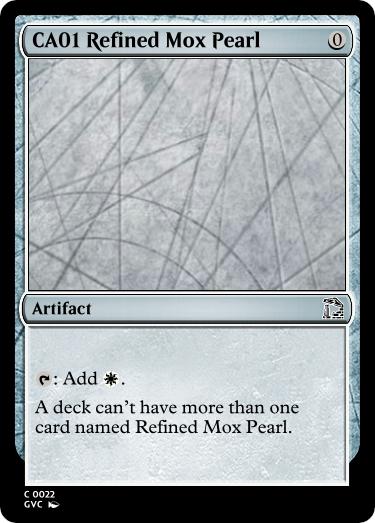 CA01 Refined Mox Pearl 0
Artifact
: Add .
A deck can't have more than one
card named Refined Mox Pearl.
C 0022
GVC